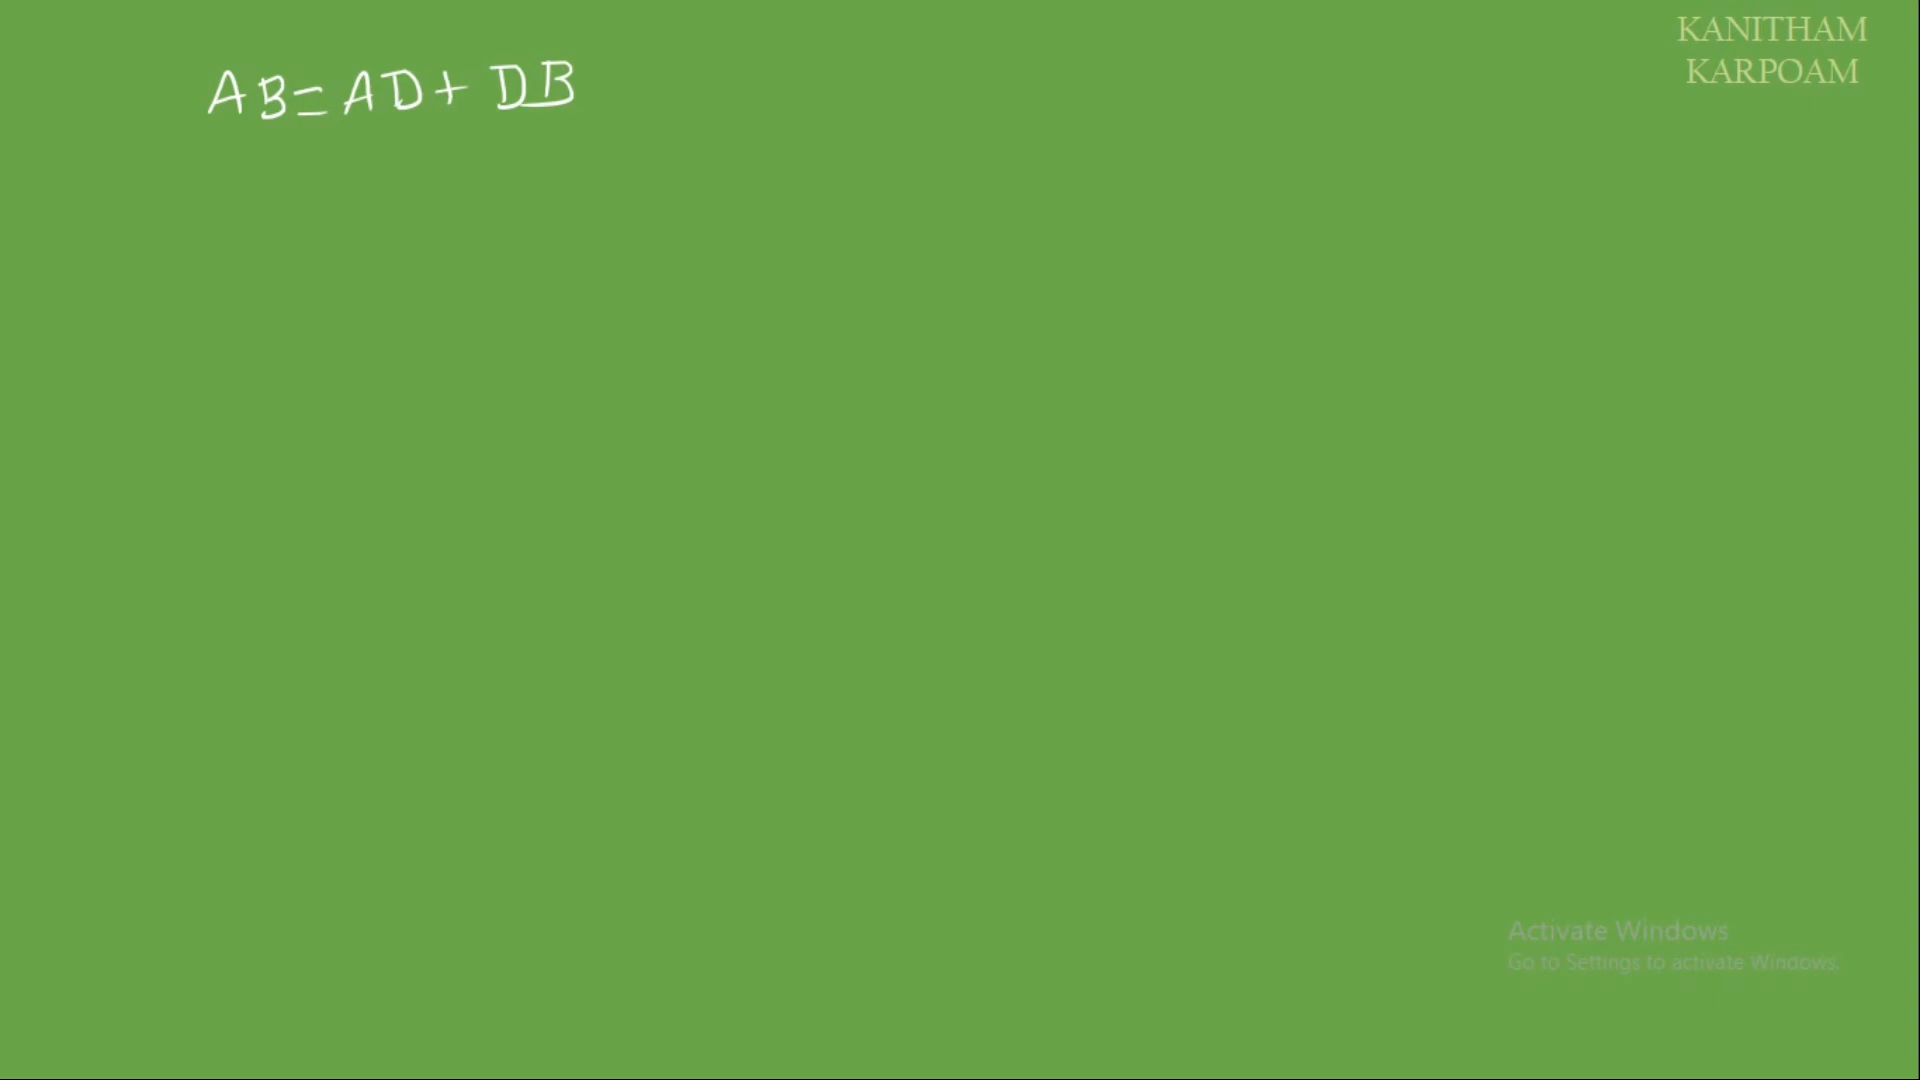 AB = AD + DB
KANITHAM
KARPOAM
Activate Windows
Go to Settings to activate Windows.